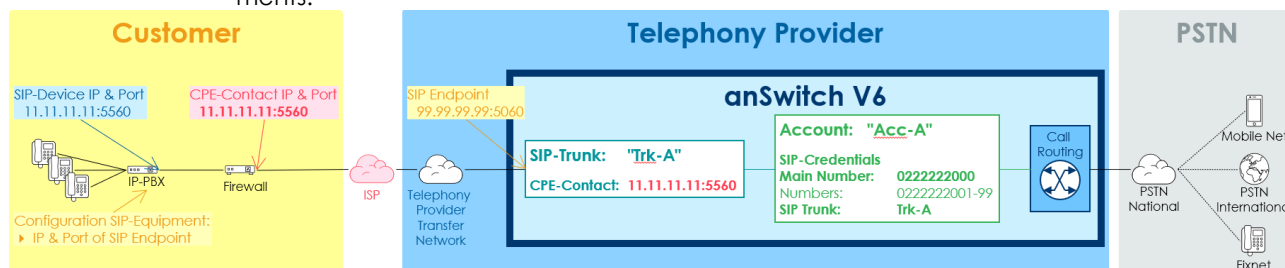 ments.
Customer
Telephony Provider
PSTN
SIP-Device IP & Port
11.11.11.11:5560
CPE-Contact IP & Port
11.11.11.11:5560
SIP Endpoint
99.99.99.99:5060
anSwitch V6
SIP-Trunk: "Trk-A"
CPE-Contact: 11.11.11.11:5560
Account: "Acc-A"
SIP-Credentials
Main Number: 0222222000
Numbers: 0222222001-99
SIP Trunk: Trk-A
Call
Routing
IP-PBX
Firewall
ISP
Telephony
Provider
Transfer
Network
Configuration SIP-Equipment:
IP & Port of SIP Endpoint
PSTN
National
Mobile Net
PSTN
International
Fixnet